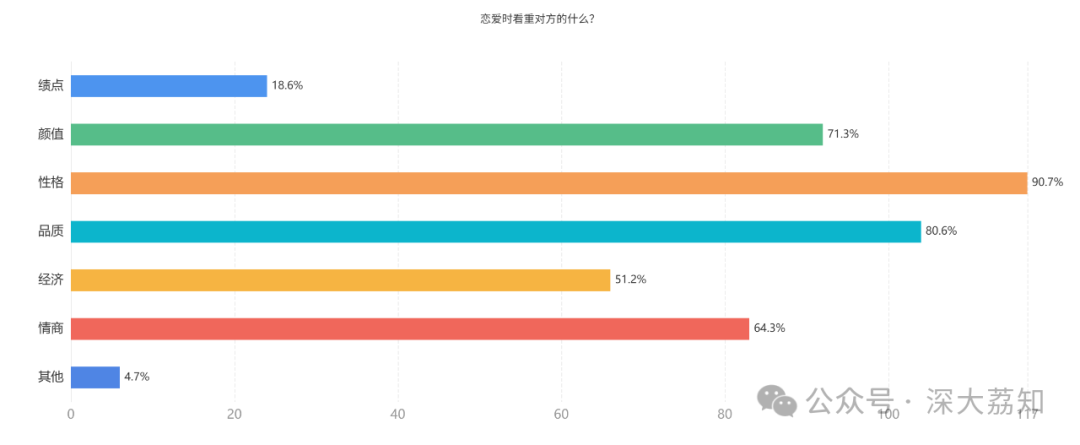 恋爱时看重对方的什么?
绩点 18.6%
颜值 71.3%
性格 90.7%
品质 80.6%
经济 51.2%
情商 64.3%
其他 4.7%
0 20 40 60 80 100 117
公众号·深大荔知